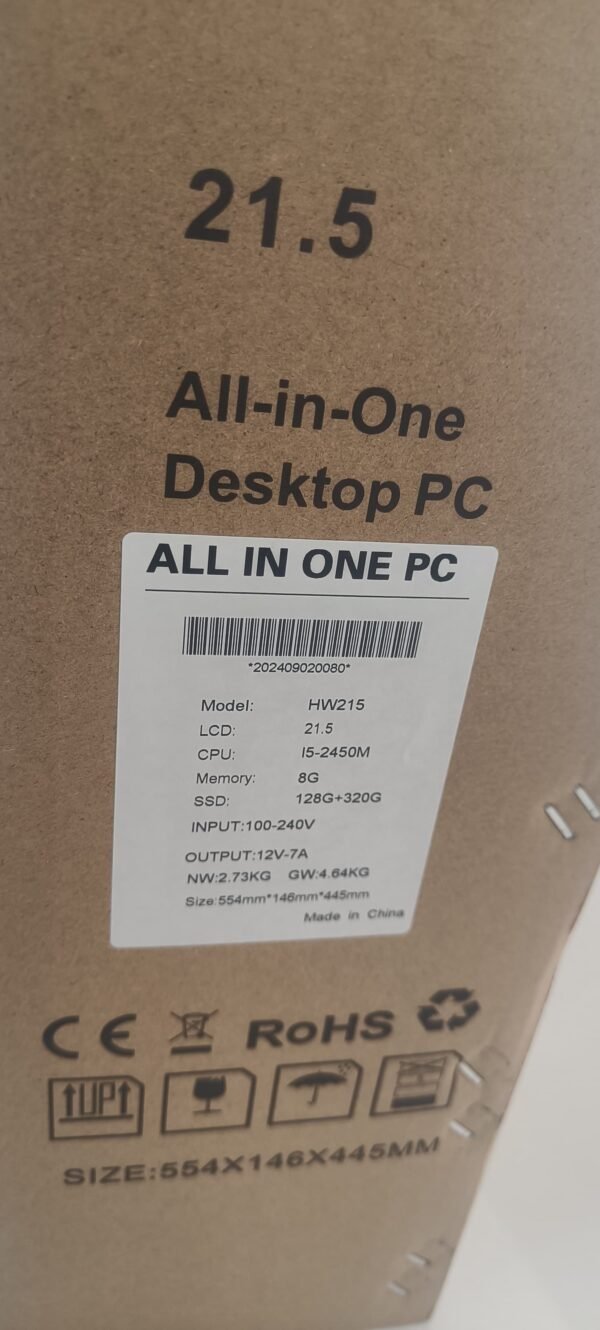 21.5
All-in-One
Desktop PC
ALL IN ONE PC
*202409020080*
Model: HW215
LCD: 21.5
CPU: I5-2450M
Memory: 8G
SSD: 128G+320G
INPUT:100-240V
OUTPUT:12V-7A
NW:2.73KG GW:4.64KG
Size:554mm*146mm*445mm
Made in China
CE RoHS
UP
SIZE:554X146X445MM